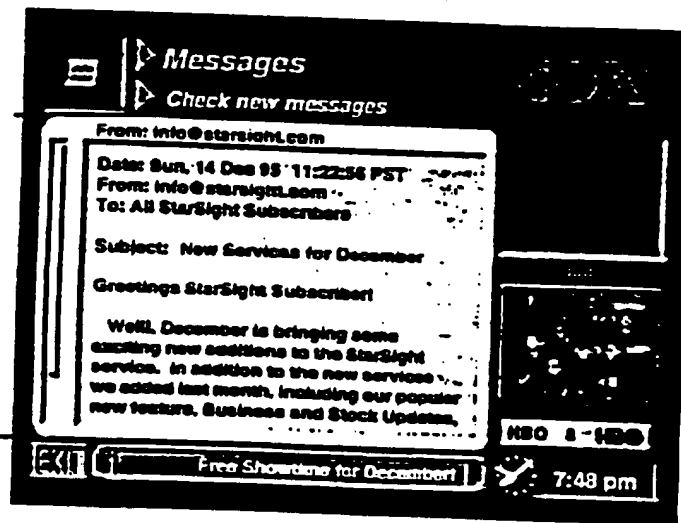 Messages
Check new messages
From: info@starsight.com
Date: Sun, 14 Dec 95 11:22:56 PST
From: info@starsight.com
To: All StarSight Subscribers
Subject: New Services for December
Greetings StarSight Subscriber!
Well, December is bringing some
exciting new additions to the StarSight
service. In addition to the new services
we added last month, including our popular
new feature, Business and Stock Updates,
HBO 8 HBO
EXIT Free Showtime for December!
7:48 pm